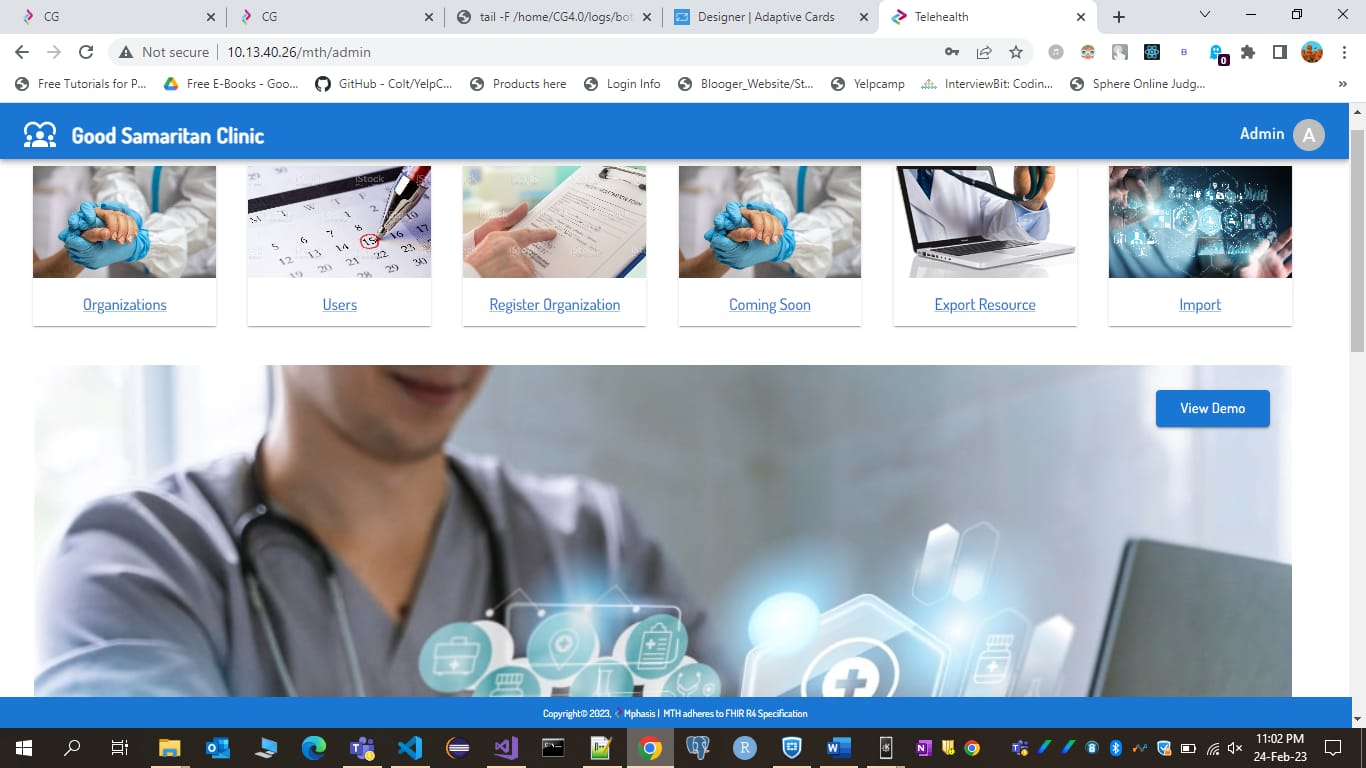 CG
CG
tail -F /home/CG4.0/logs/bot
Designer | Adaptive Cards
Telehealth
Not secure
10.13.40.26/mth/admin
0
Free Tutorials for P...
Free E-Books - Goo...
GitHub - Colt/YelpC...
Products here
Login Info
Blooger_Website/St...
Yelpcamp
InterviewBit: Codin...
Sphere Online Judg...
Good Samaritan Clinic
Admin
A
iStock
iStock
Organizations
Users
Register Organization
Coming Soon
Export Resource
Import
View Demo
Copyright© 2023, Mphasis | MTH adheres to FHIR R4 Specification
11:02 PM
24-Feb-23